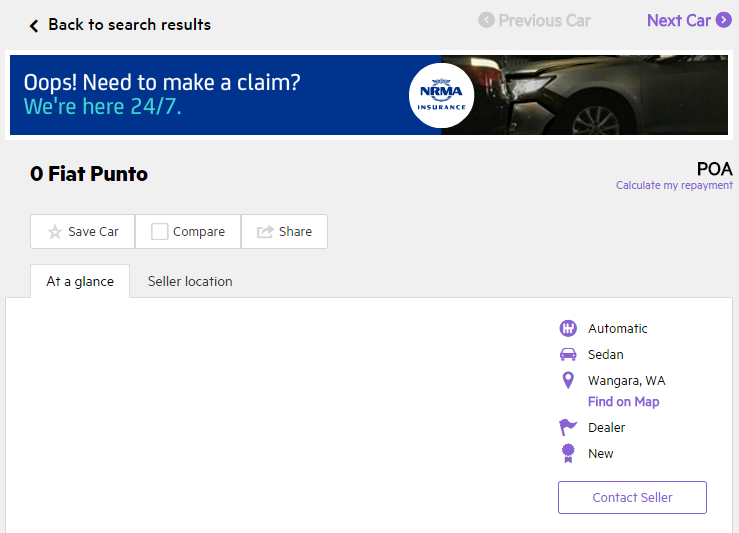 Back to search results
Previous Car
Next Car
Oops! Need to make a claim?
We're here 24/7.
NRMA
INSURANCE
0 Fiat Punto
POA
Calculate my repayment
Save Car
Compare
Share
At a glance
Seller location
Automatic
Sedan
Wangara, WA
Find on Map
Dealer
New
Contact Seller